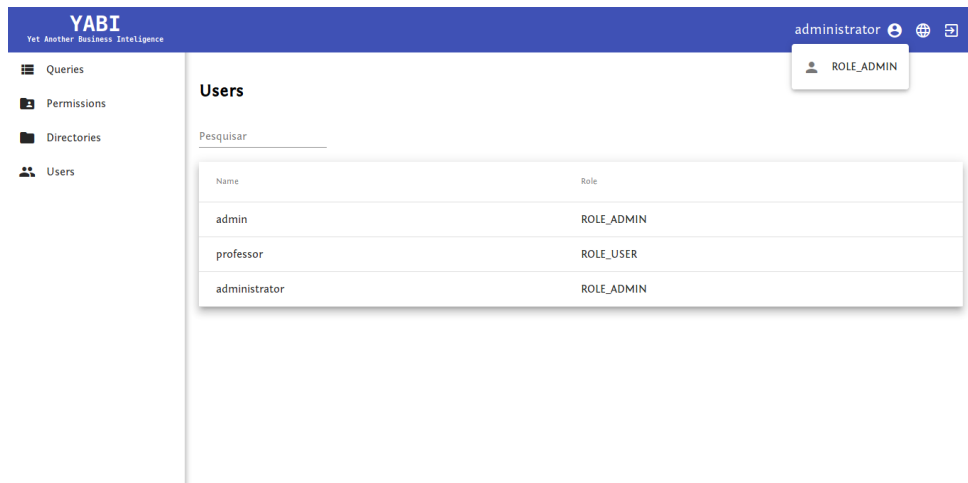 YABI
Yet Another Business Inteligence
administrator
ROLE_ADMIN
Queries
Permissions
Directories
Users
Users
Pesquisar
Name Role
admin ROLE_ADMIN
professor ROLE_USER
administrator ROLE_ADMIN